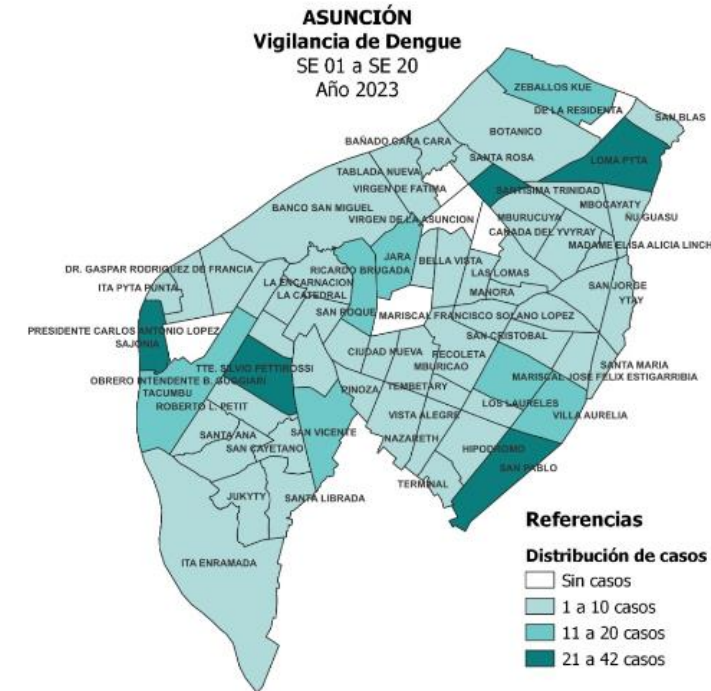 ASUNCIÓN
Vigilancia de Dengue
SE 01 a SE 20
Año 2023
ZEBALLOS KUE
DE LA RESIDENTA
SAN BLAS
BOTANICO
BAÑADO CARA CARA
SANTA ROSA
LOMA PYTA
TABLADA NUEVA
VIRGEN DE FATIMA
SANTISIMA TRINIDAD
MBOCAYATY
BANCO SAN MIGUEL
VIRGEN DE LA ASUNCION
MBURUCUYA
ÑU GUASU
CAÑADA DEL YVYRAY
MADAME ELISA ALICIA LINCH
JARA
BELLA VISTA
DR. GASPAR RODRIGUEZ DE FRANCIA
RICARDO BRUGADA
LAS LOMAS
LA ENCARNACION
ITA PYTA PUNTA
LA CATEDRAL
MANORA
SAN JORGE
YTAY
SAN ROQUE
MARISCAL FRANCISCO SOLANO LOPEZ
PRESIDENTE CARLOS ANTONIO LOPEZ
SAJONIA
SAN CRISTOBAL
CIUDAD NUEVA
RECOLETA
TTE. SILVIO PETTIROSSI
MBURICAO
SANTA MARIA
OBRERO INTENDENTE B. GUGGIARI
MARISCAL JOSE FELIX ESTIGARRIBIA
TACUMBU
PINOZA
TEMBETARY
ROBERTO L. PETIT
LOS LAURELES
VISTA ALEGRE
VILLA AURELIA
SANTA ANA
SAN VICENTE
NAZARETH
SAN CAYETANO
HIPODROMO
SAN PABLO
TERMINAL
JUKYTY
SANTA LIBRADA
ITA ENRAMADA
Referencias
Distribución de casos
Sin casos
1 a 10 casos
11 a 20 casos
21 a 42 casos